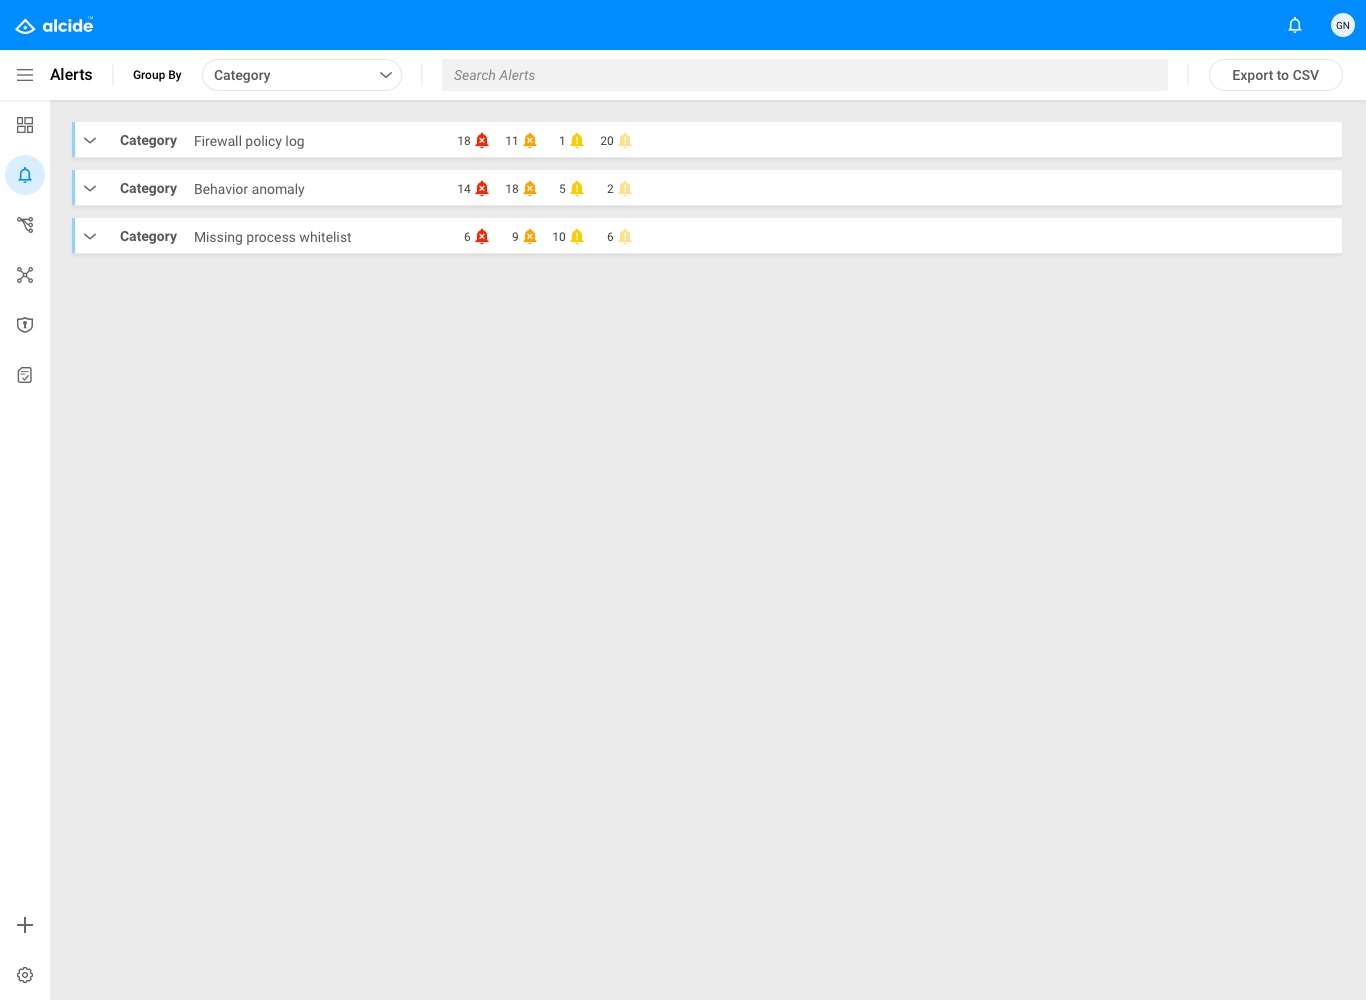 alcide™
GN
Alerts Group By Category Search Alerts Export to CSV
Category Firewall policy log 18 11 1 20
Category Behavior anomaly 14 18 5 2
Category Missing process whitelist 6 9 10 6